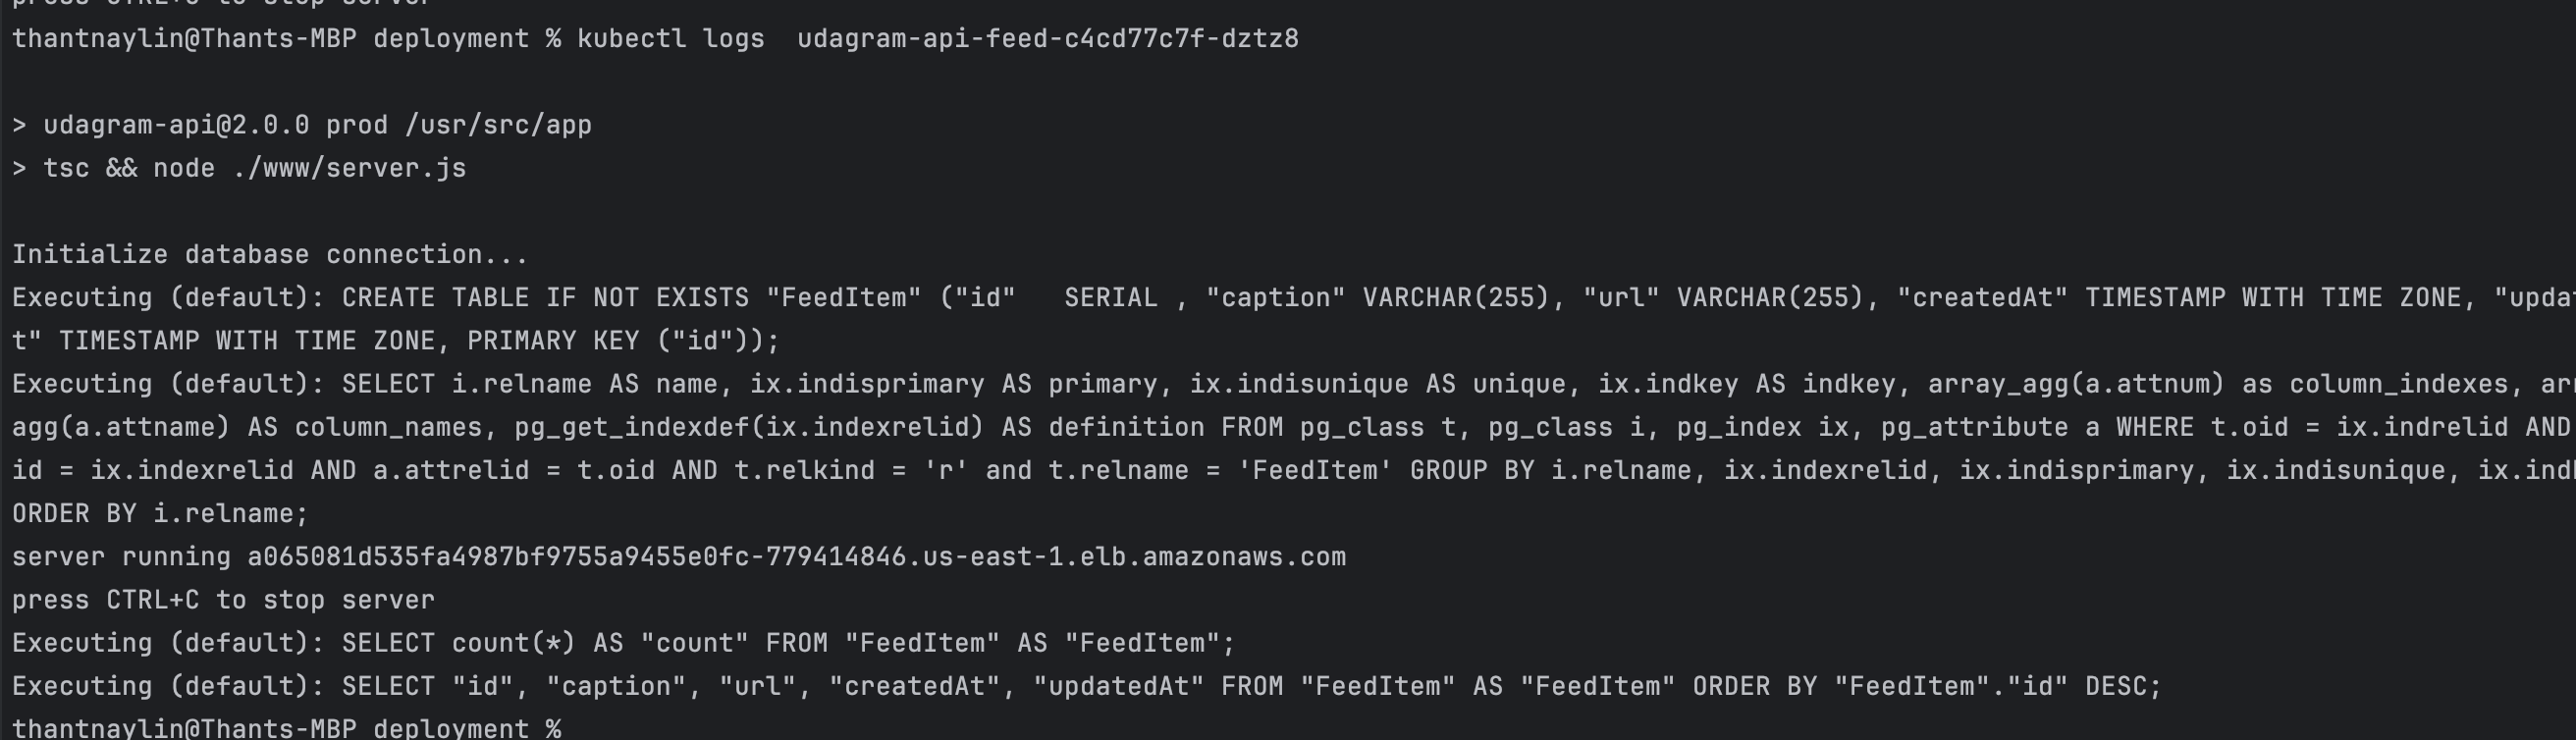 press CTRL+C to stop server
thantnaylin@Thants-MBP deployment % kubectl logs  udagram-api-feed-c4cd77c7f-dztz8
> udagram-api@2.0.0 prod /usr/src/app
> tsc && node ./www/server.js
Initialize database connection...
Executing (default): CREATE TABLE IF NOT EXISTS "FeedItem" ("id"   SERIAL , "caption" VARCHAR(255), "url" VARCHAR(255), "createdAt" TIMESTAMP WITH TIME ZONE, "updat
t" TIMESTAMP WITH TIME ZONE, PRIMARY KEY ("id"));
Executing (default): SELECT i.relname AS name, ix.indisprimary AS primary, ix.indisunique AS unique, ix.indkey AS indkey, array_agg(a.attnum) as column_indexes, arr
agg(a.attname) AS column_names, pg_get_indexdef(ix.indexrelid) AS definition FROM pg_class t, pg_class i, pg_index ix, pg_attribute a WHERE t.oid = ix.indrelid AND
id = ix.indexrelid AND a.attrelid = t.oid AND t.relkind = 'r' and t.relname = 'FeedItem' GROUP BY i.relname, ix.indexrelid, ix.indisprimary, ix.indisunique, ix.indk
ORDER BY i.relname;
server running a065081d535fa4987bf9755a9455e0fc-779414846.us-east-1.elb.amazonaws.com
press CTRL+C to stop server
Executing (default): SELECT count(*) AS "count" FROM "FeedItem" AS "FeedItem";
Executing (default): SELECT "id", "caption", "url", "createdAt", "updatedAt" FROM "FeedItem" AS "FeedItem" ORDER BY "FeedItem"."id" DESC;
thantnaylin@Thants-MBP deployment %